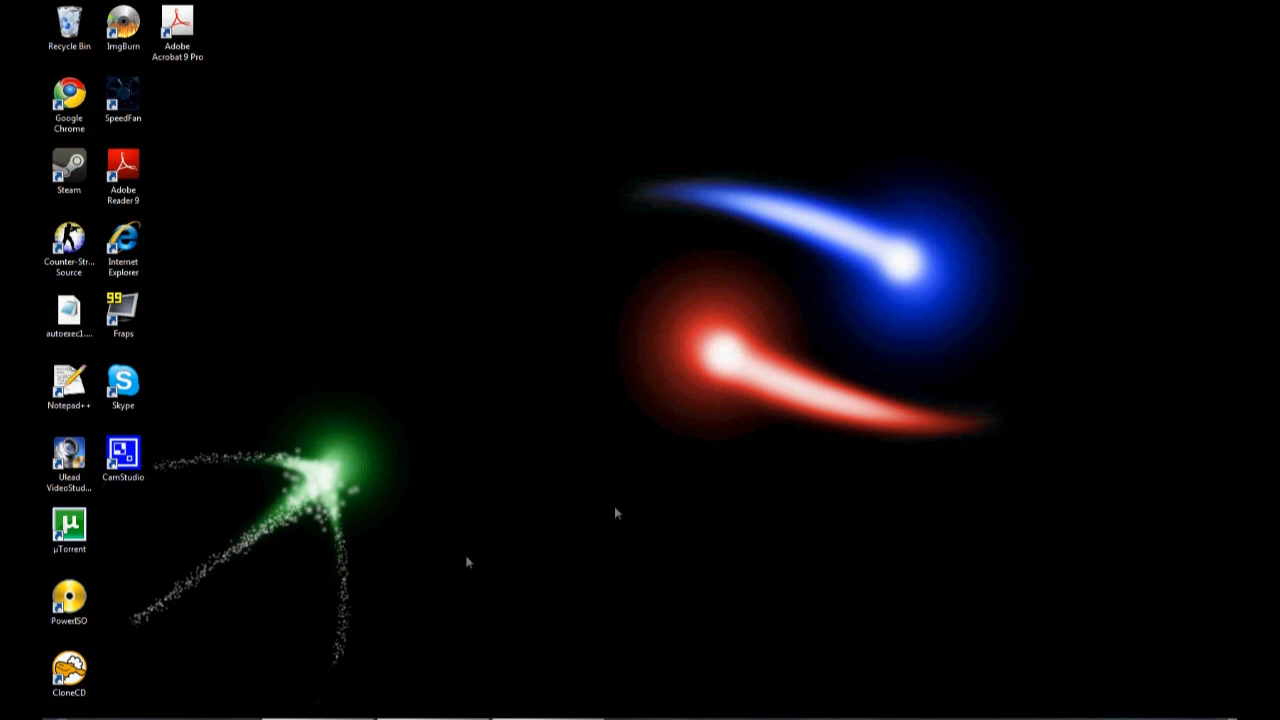 Recycle Bin
ImgBurn
Adobe
Acrobat 9 Pro
Google
Chrome
SpeedFan
Steam
Adobe
Reader 9
Counter-Str...
Source
Internet
Explorer
autoexec1....
99
Fraps
Notepad++
S
Skype
Ulead
VideoStud...
CamStudio
µ
µTorrent
PowerISO
CloneCD